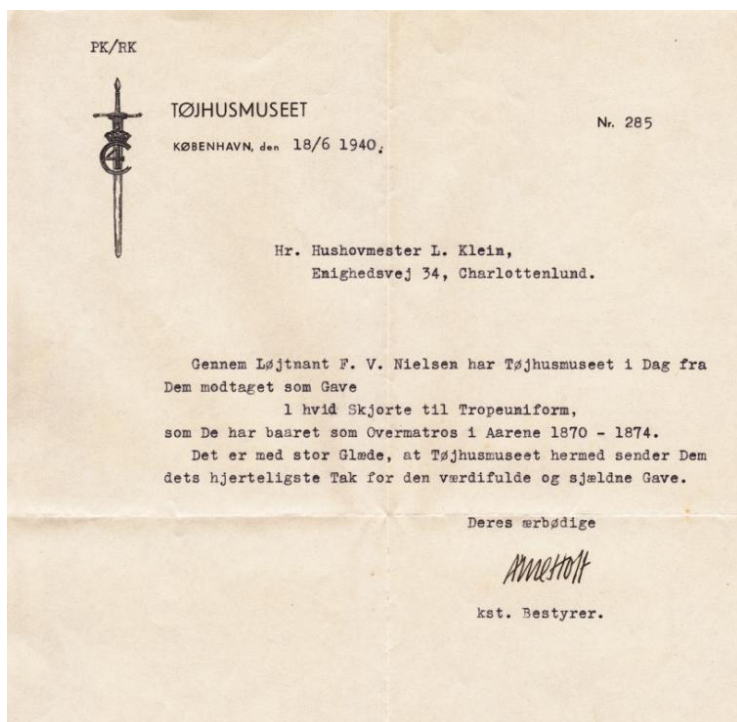 PK/RK
TØJHUSMUSEET
Nr. 285
KØBENHAVN, den 18/6 1940.
Hr. Hushovmester L. Klein,
Enighedsvej 34, Charlottenlund.
Gennem Løjtnant F. V. Nielsen har Tøjhusmuseet i Dag fra
Dem modtaget som Gave
1 hvid Skjorte til Tropeuniform,
som De har baaret som Overmatros i Aarene 1870 - 1874.
Det er med stor Glæde, at Tøjhusmuseet hermed sender Dem
dets hjerteligste Tak for den værdifulde og sjældne Gave.
Deres ærbødige
Arne Hoff
kst. Bestyrer.